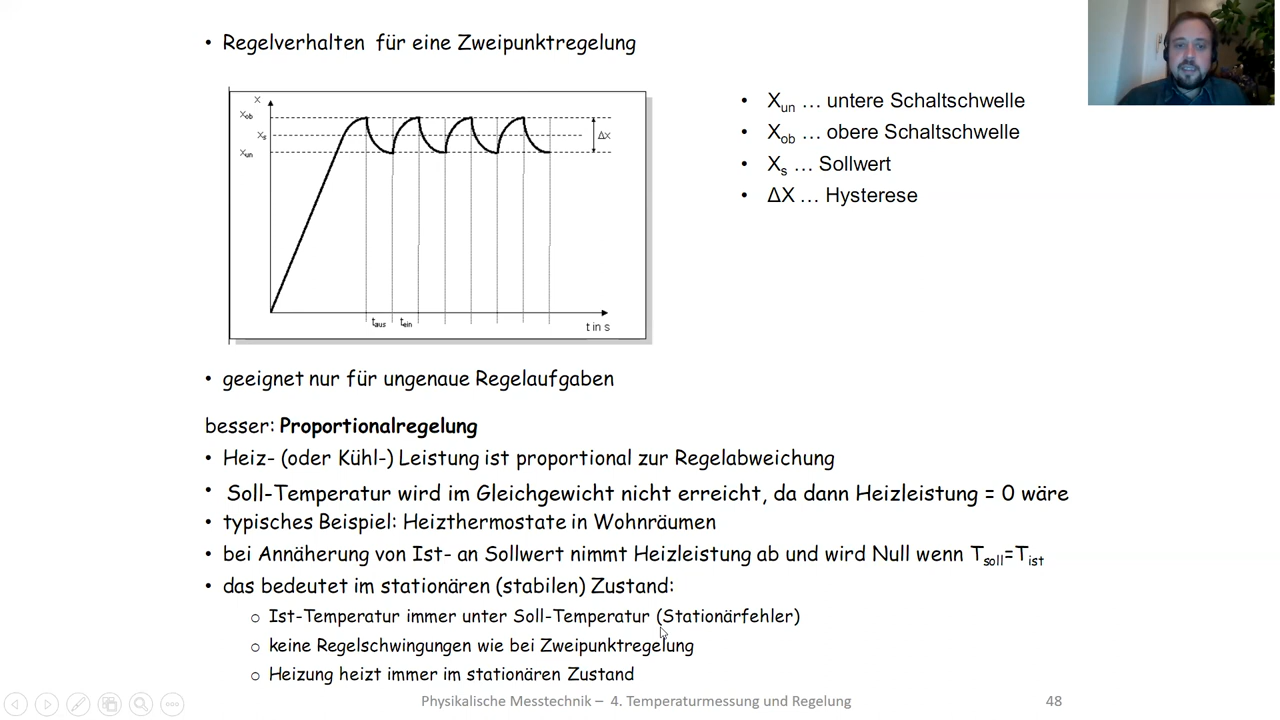 • Regelverhalten für eine Zweipunktregelung
X
Xob
Xs
Xun
ΔX
taus
tein
t in s
• Xun … untere Schaltschwelle
• Xob … obere Schaltschwelle
• Xs … Sollwert
• ΔX … Hysterese
• geeignet nur für ungenaue Regelaufgaben
besser: Proportionalregelung
• Heiz- (oder Kühl-) Leistung ist proportional zur Regelabweichung
• Soll-Temperatur wird im Gleichgewicht nicht erreicht, da dann Heizleistung = 0 wäre
• typisches Beispiel: Heizthermostate in Wohnräumen
• bei Annäherung von Ist- an Sollwert nimmt Heizleistung ab und wird Null wenn Tsoll=Tist
• das bedeutet im stationären (stabilen) Zustand:
o Ist-Temperatur immer unter Soll-Temperatur (Stationärfehler)
o keine Regelschwingungen wie bei Zweipunktregelung
o Heizung heizt immer im stationären Zustand
Physikalische Messtechnik – 4. Temperaturmessung und Regelung
48